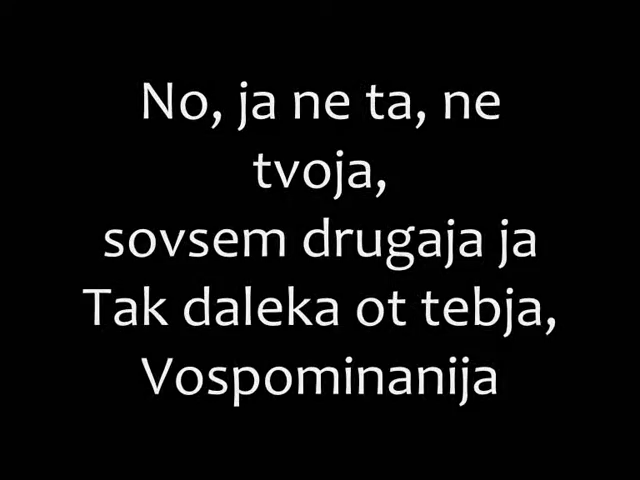 No, ja ne ta, ne
tvoja,
sovsem drugaja ja
Tak daleka ot tebja,
Vospominanija